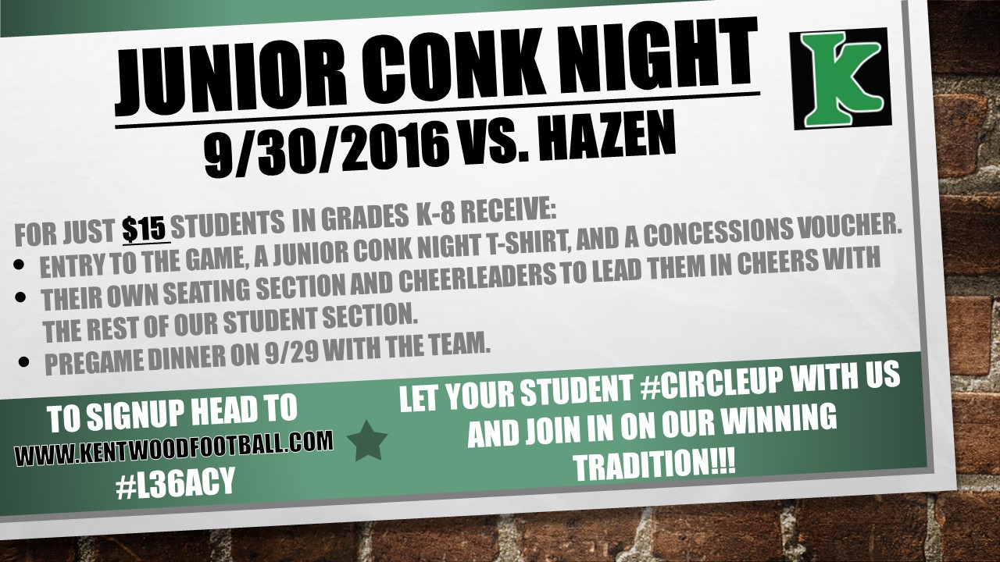 JUNIOR CONK NIGHT
K
9/30/2016 VS. HAZEN
FOR JUST $15 STUDENTS IN GRADES K-8 RECEIVE:
• ENTRY TO THE GAME, A JUNIOR CONK NIGHT T-SHIRT, AND A CONCESSIONS VOUCHER.
• THEIR OWN SEATING SECTION AND CHEERLEADERS TO LEAD THEM IN CHEERS WITH
THE REST OF OUR STUDENT SECTION.
• PREGAME DINNER ON 9/29 WITH THE TEAM.
TO SIGNUP HEAD TO
WWW.KENTWOODFOOTBALL.COM
#L36ACY
LET YOUR STUDENT #CIRCLEUP WITH US
AND JOIN IN ON OUR WINNING
TRADITION!!!